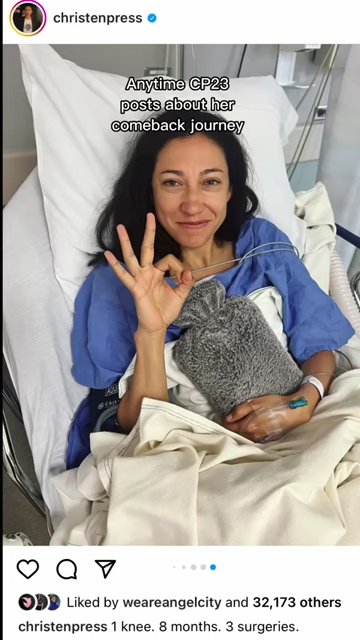 christenpress
Anytime CP23
posts about her
comeback journey
Liked by weareangelcity and 32,173 others
christenpress 1 knee. 8 months. 3 surgeries.